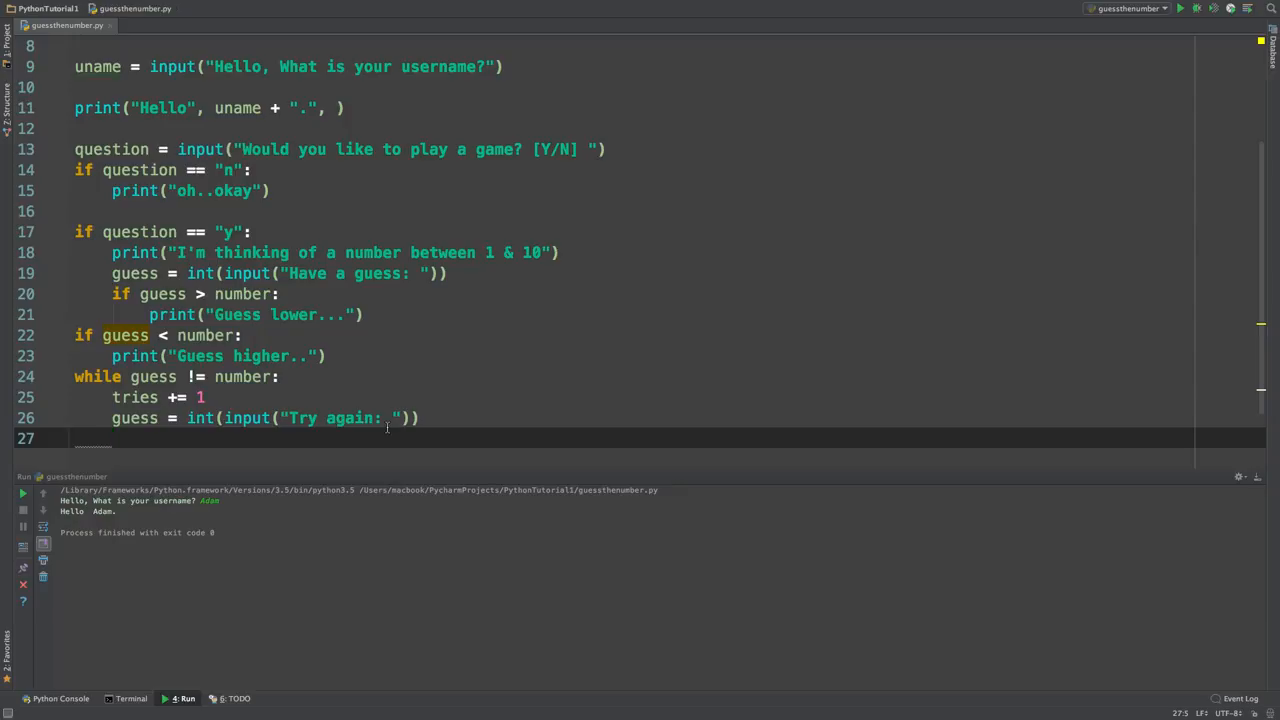 PythonTutorial1
guessthenumber.py
guessthenumber
guessthenumber.py
1: Project
Z: Structure
2: Favorites
Database
8
9 uname = input("Hello, What is your username?")
10
11 print("Hello", uname + ".", )
12
13 question = input("Would you like to play a game? [Y/N] ")
14 if question == "n":
15 print("oh..okay")
16
17 if question == "y":
18 print("I'm thinking of a number between 1 & 10")
19 guess = int(input("Have a guess: "))
20 if guess > number:
21 print("Guess lower...")
22 if guess < number:
23 print("Guess higher..")
24 while guess != number:
25 tries += 1
26 guess = int(input("Try again: "))
27
Run guessthenumber
/Library/Frameworks/Python.framework/Versions/3.5/bin/python3.5 /Users/macbook/PycharmProjects/PythonTutorial1/guessthenumber.py
Hello, What is your username? Adam
Hello  Adam.
Process finished with exit code 0
Python Console
Terminal
4: Run
6: TODO
Event Log
27:5 LF÷ UTF-8÷